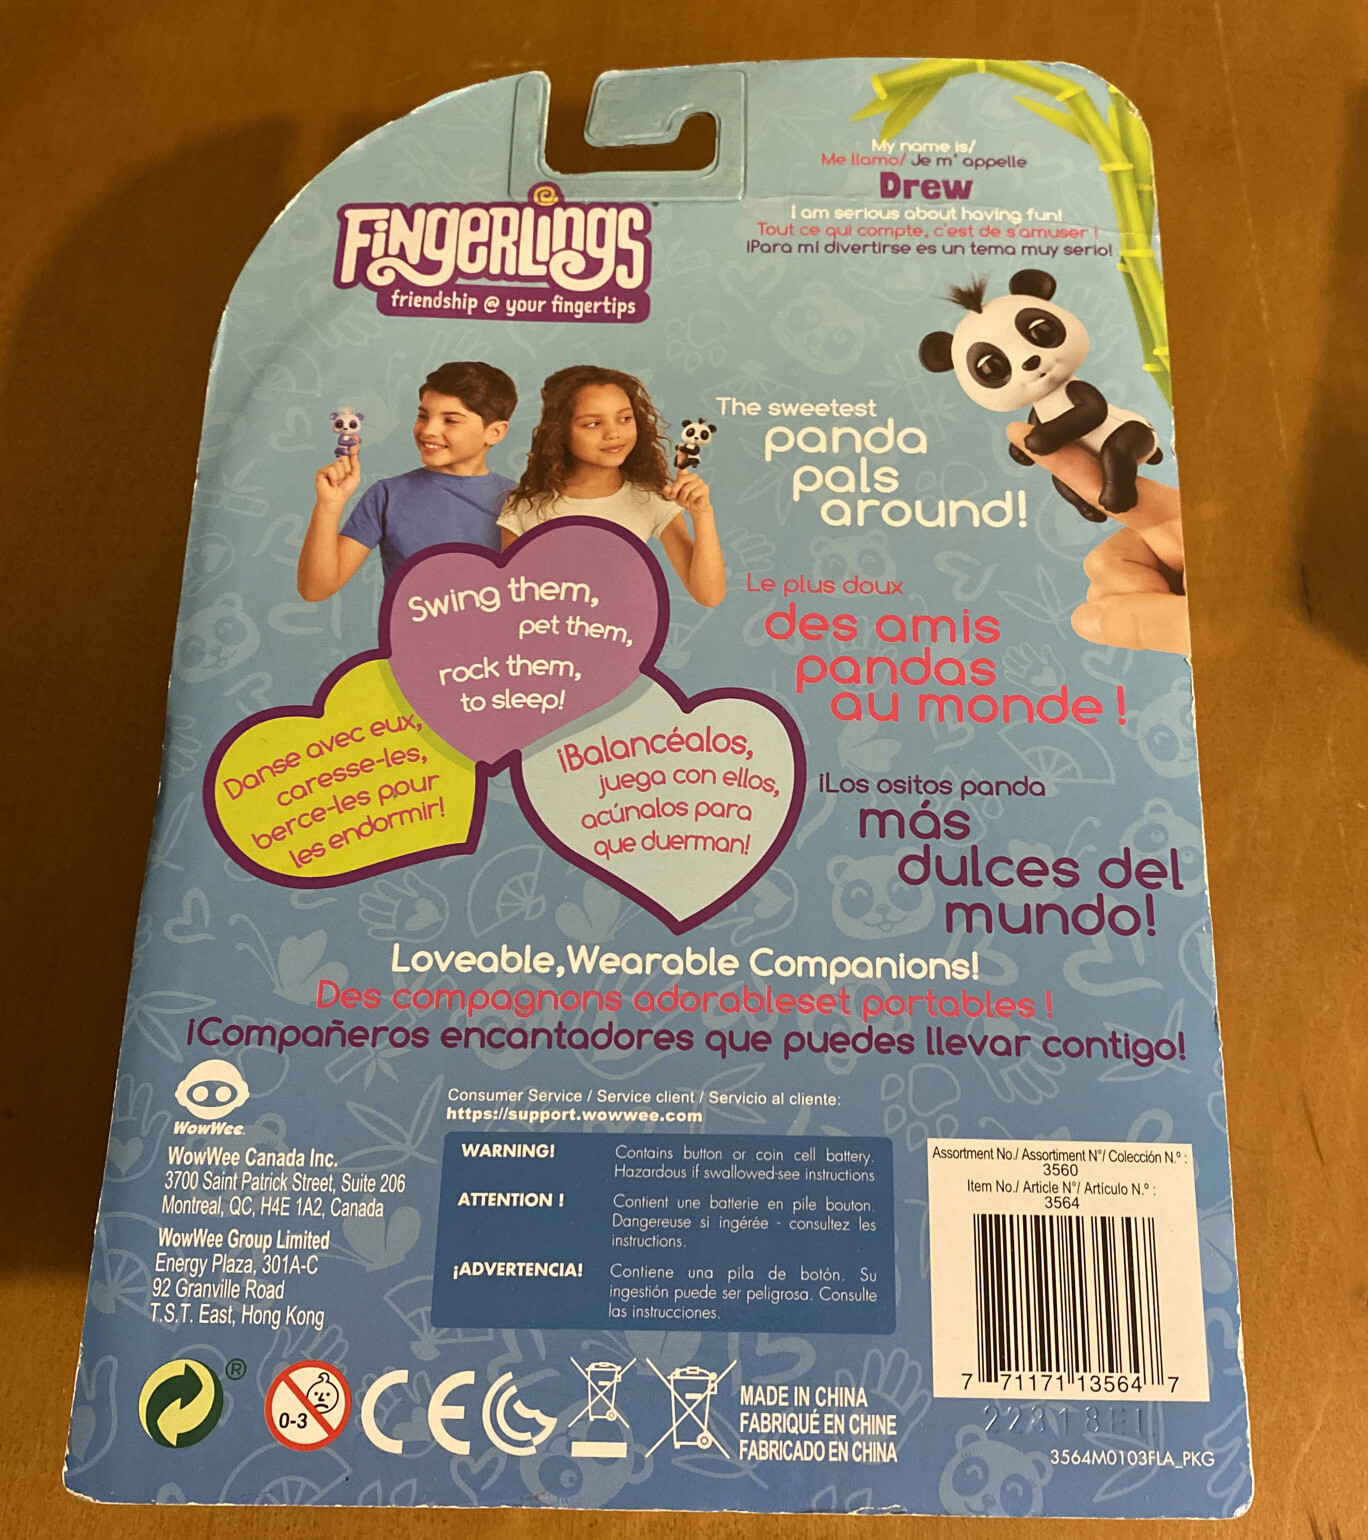 My name is/
Me llamo/ Je m' appelle
Drew
I am serious about having fun!
Tout ce qui compte, c'est de s'amuser !
¡Para mí divertirse es un tema muy serio!
FiNgeRLiNgs
friendship @ your fingertips
The sweetest
panda
pals
around!
Le plus doux
des amis
pandas
au monde !
¡Los ositos panda
más
dulces del
mundo!
Swing them,
pet them,
rock them,
to sleep!
Danse avec eux,
caresse-les,
berce-les pour
les endormir!
¡Balancéalos,
juega con ellos,
acúnalos para
que duerman!
Loveable,Wearable Companions!
Des compagnons adorableset portables !
¡Compañeros encantadores que puedes llevar contigo!
WowWee
WowWee Canada Inc.
3700 Saint Patrick Street, Suite 206
Montreal, QC, H4E 1A2, Canada
WowWee Group Limited
Energy Plaza, 301A-C
92 Granville Road
T.S.T. East, Hong Kong
Consumer Service / Service client / Servicio al cliente:
https://support.wowwee.com
WARNING!
Contains button or coin cell battery.
Hazardous if swallowed-see instructions
ATTENTION !
Contient une batterie en pile bouton.
Dangereuse si ingérée - consultez les
instructions.
¡ADVERTENCIA!
Contiene una pila de botón. Su
ingestión puede ser peligrosa. Consulte
las instrucciones.
Assortment No./ Assortiment N°/ Colección N.º :
3560
Item No./ Article N°/ Artículo N.º :
3564
7 71171 13564 7
®
0-3
CE
MADE IN CHINA
FABRIQUÉ EN CHINE
FABRICADO EN CHINA
3564M0103FLA_PKG